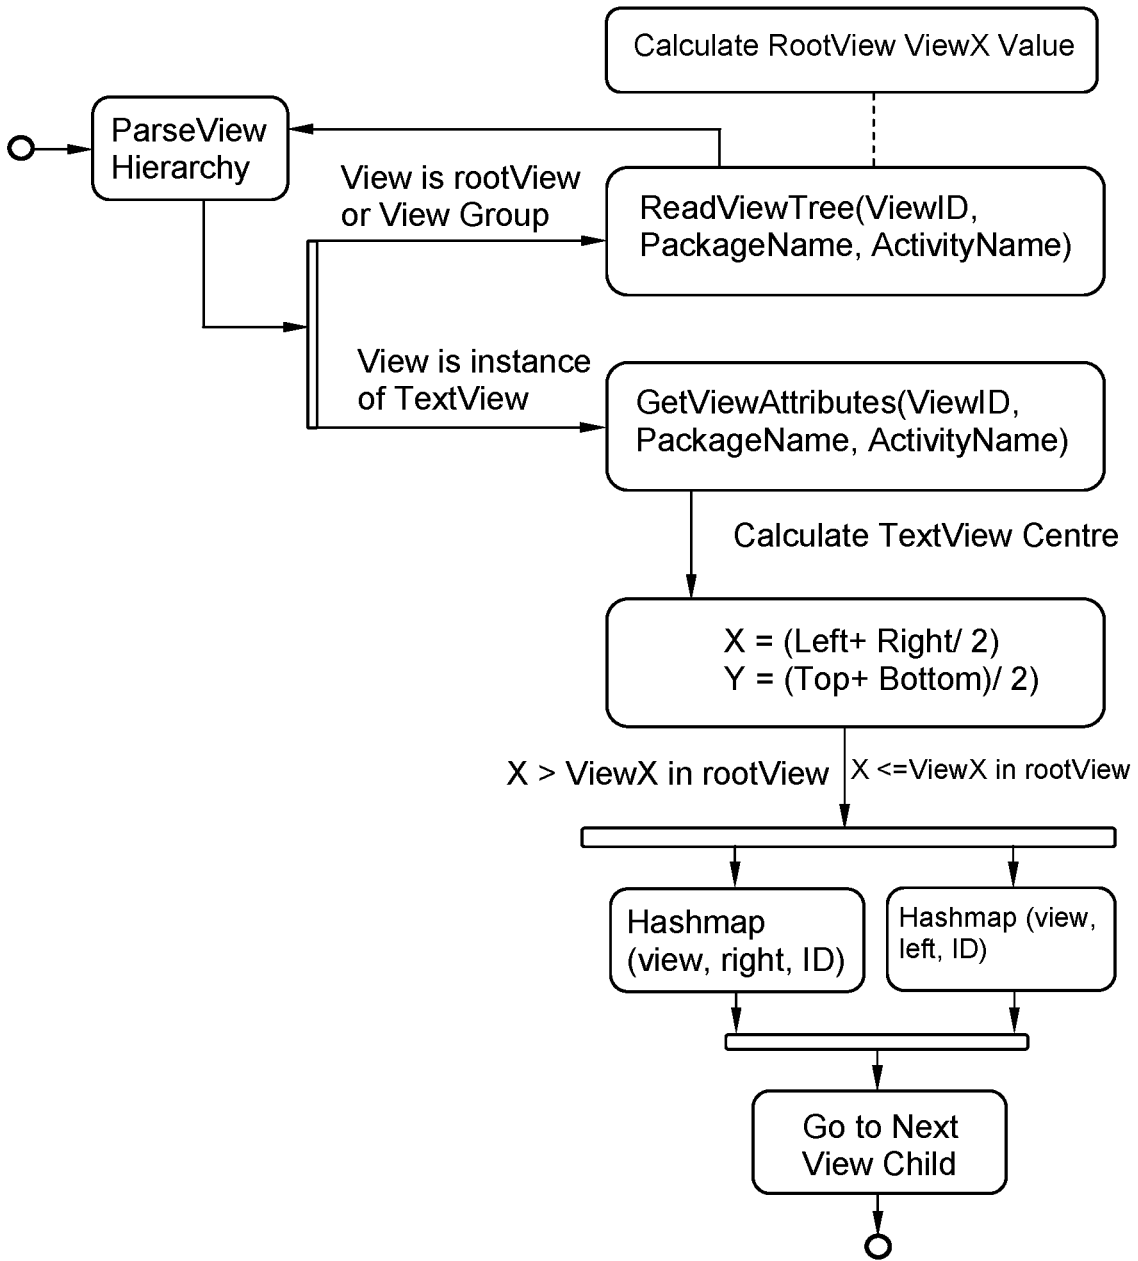 Calculate RootView ViewX Value
ParseView
Hierarchy
View is rootView
or View Group
ReadViewTree(ViewID,
PackageName, ActivityName)
View is instance
of TextView
GetViewAttributes(ViewID,
PackageName, ActivityName)
Calculate TextView Centre
X = (Left+ Right/ 2)
Y = (Top+ Bottom)/ 2)
X > ViewX in rootView
X <=ViewX in rootView
Hashmap
(view, right, ID)
Hashmap (view,
left, ID)
Go to Next
View Child